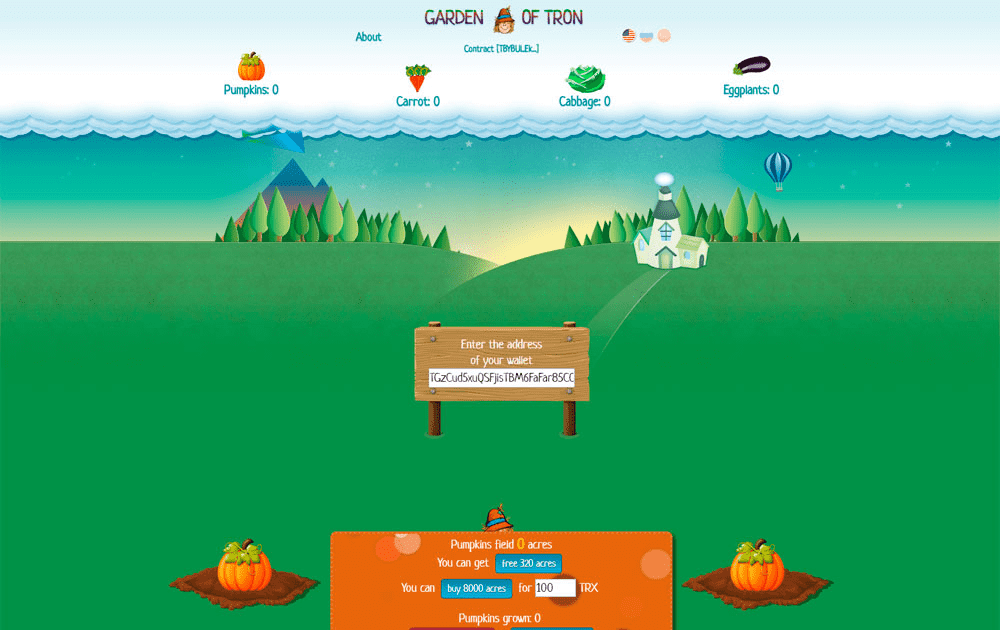 GARDEN OF TRON
About
Contract [TBYBULEk...]
Pumpkins: 0
Carrot: 0
Cabbage: 0
Eggplants: 0
Enter the address
of your wallet
TGzCud5xuQSFjisTBM6FaFar85CC
Pumpkins field 0 acres
You can get free 320 acres
You can buy 8000 acres for 100 TRX
Pumpkins grown: 0